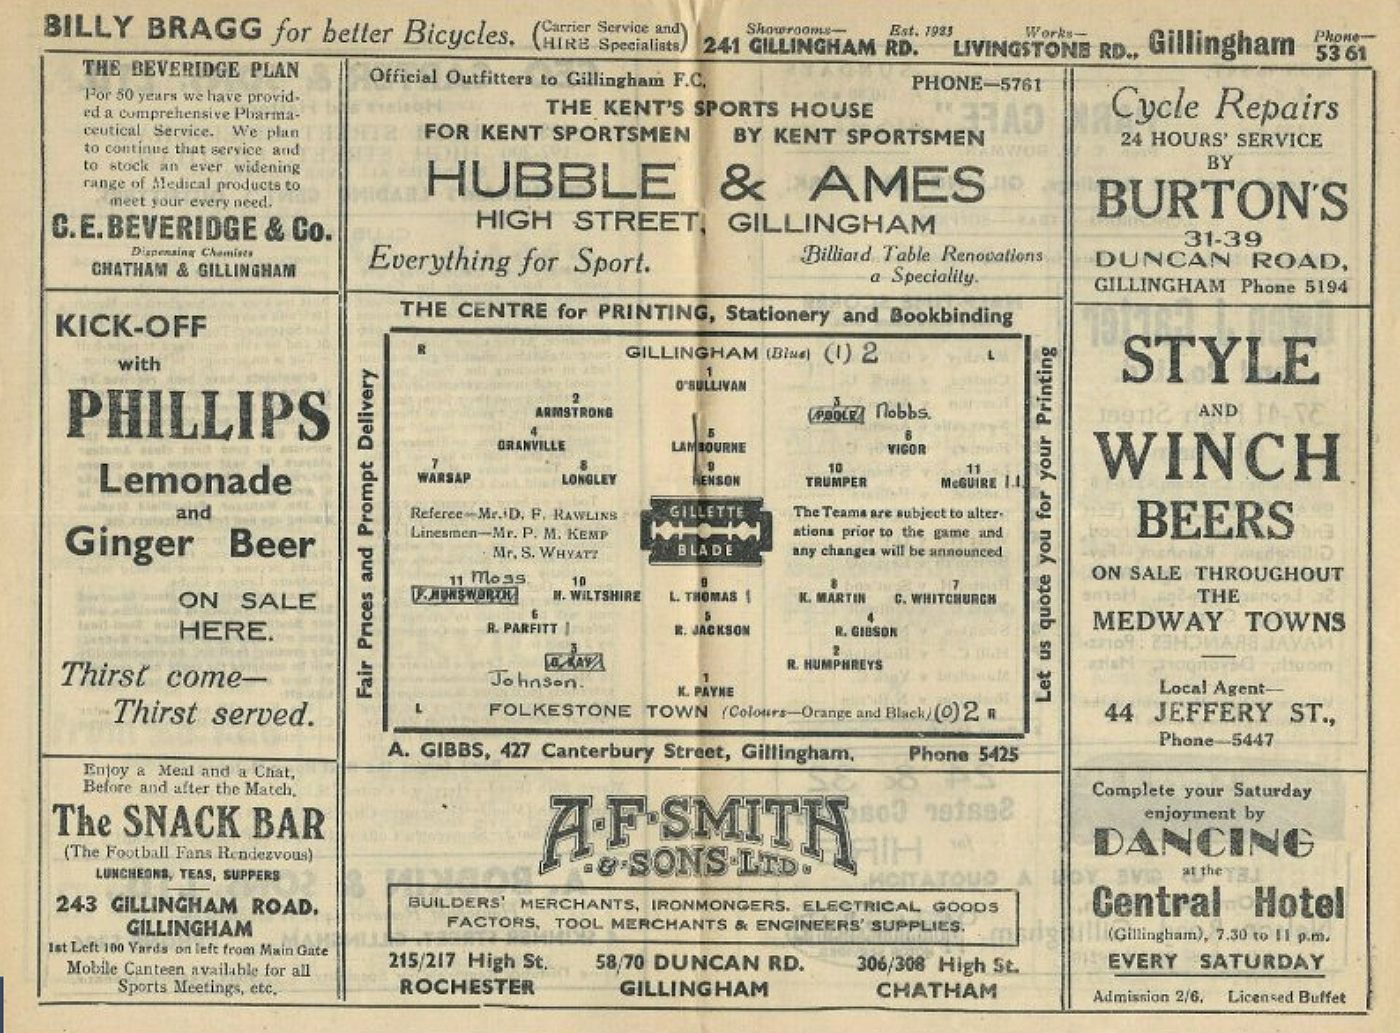 BILLY BRAGG for better Bicycles. (Carrier Service and HIRE Specialists) Showrooms— Est. 1923 241 GILLINGHAM RD. Works— LIVINGSTONE RD., Gillingham Phone— 5361
THE BEVERIDGE PLAN
For 50 years we have provid-
ed a comprehensive Pharma-
ceutical Service. We plan
to continue that service and
to stock an ever widening
range of Medical products to
meet your every need.
C.E. BEVERIDGE & Co.
Dispensing Chemists
CHATHAM & GILLINGHAM
KICK-OFF
with
PHILLIPS
Lemonade
and
Ginger Beer
ON SALE
HERE.
Thirst come—
Thirst served.
Enjoy a Meal and a Chat,
Before and after the Match.
The SNACK BAR
(The Football Fans Rendezvous)
LUNCHEONS, TEAS, SUPPERS
243 GILLINGHAM ROAD.
GILLINGHAM
1st Left 100 Yards on left from Main Gate
Mobile Canteen available for all
Sports Meetings, etc.
Official Outfitters to Gillingham F.C. PHONE—5761
THE KENT'S SPORTS HOUSE
FOR KENT SPORTSMEN BY KENT SPORTSMEN
HUBBLE & AMES
HIGH STREET, GILLINGHAM
Everything for Sport.
Billiard Table Renovations
a Speciality.
THE CENTRE for PRINTING, Stationery and Bookbinding
Fair Prices and Prompt Delivery
R GILLINGHAM (Blue) (1) 2 L
1
O'SULLIVAN
2 3
ARMSTRONG (POOLE) Nobbs.
4 5 6
GRANVILLE LAMBOURNE VIGOR
7 8 9 10 11
WARSAP LONGLEY HENSON TRUMPER McGUIRE 1 1
Referee—Mr. D. F. RAWLINS
Linesmen—Mr. P. M. KEMP
Mr. S. WHYATT
GILLETTE
BLADE
The Teams are subject to alter-
ations prior to the game and
any changes will be announced
11 Moss 10 9 8 7
F. HUNSWORTH H. WILTSHIRE L. THOMAS 1 K. MARTIN C. WHITCHURCH
6 5 4
R. PARFITT 1 R. JACKSON R. GIBSON
3 2
G. KAY R. HUMPHREYS
Johnson.
1
K. PAYNE
L FOLKESTONE TOWN (Colours—Orange and Black) (0) 2 R
Let us quote you for your Printing
A. GIBBS, 427 Canterbury Street, Gillingham. Phone 5425
A·F·SMITH
& SONS LTD.
BUILDERS' MERCHANTS, IRONMONGERS. ELECTRICAL GOODS
FACTORS, TOOL MERCHANTS & ENGINEERS' SUPPLIES.
215/217 High St. 58/70 DUNCAN RD. 306/308 High St.
ROCHESTER GILLINGHAM CHATHAM
Cycle Repairs
24 HOURS' SERVICE
BY
BURTON'S
31-39
DUNCAN ROAD,
GILLINGHAM Phone 5194
STYLE
AND
WINCH
BEERS
ON SALE THROUGHOUT
THE
MEDWAY TOWNS
Local Agent—
44 JEFFERY ST.,
Phone—5447
Complete your Saturday
enjoyment by
DANCING
at the
Central Hotel
(Gillingham), 7.30 to 11 p.m.
EVERY SATURDAY
Admission 2/6. Licensed Buffet